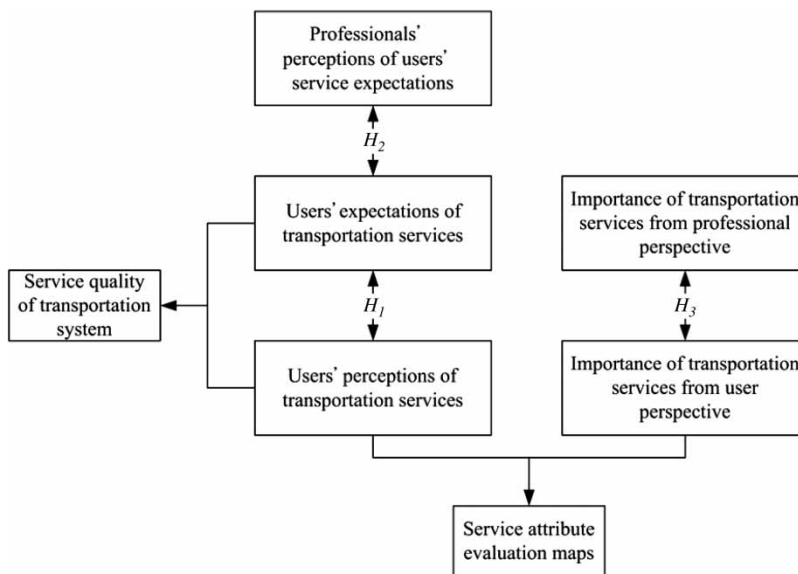 Professionals'
perceptions of users'
service expectations
H2
Users' expectations of
transportation services
Importance of transportation
services from professional
perspective
Service quality
of transportation
system
H1
H3
Users' perceptions of
transportation services
Importance of transportation
services from user
perspective
Service attribute
evaluation maps